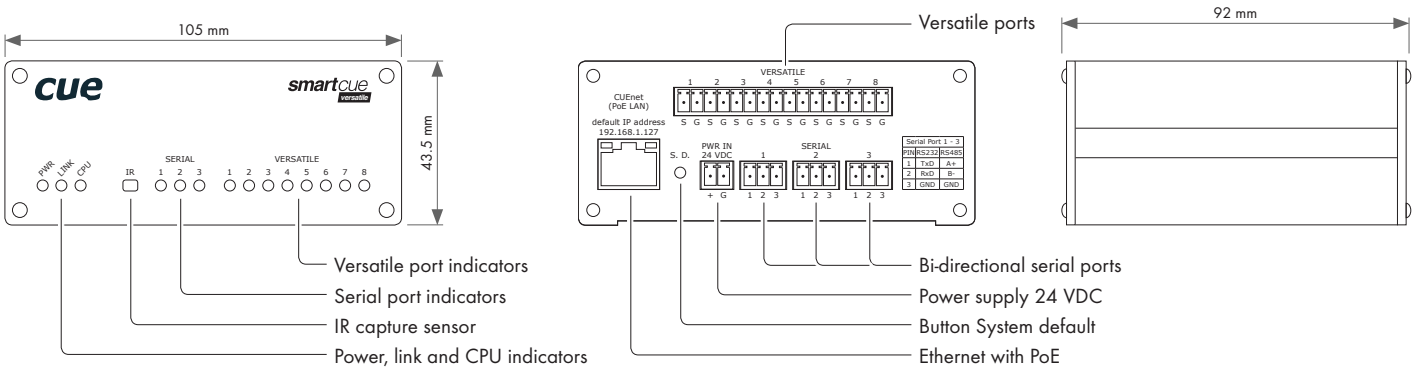 105 mm
cue
smartcue
versatile
43.5 mm
PWR LINK CPU
IR
SERIAL
1 2 3
VERSATILE
1 2 3 4 5 6 7 8
Versatile port indicators
Serial port indicators
IR capture sensor
Power, link and CPU indicators
Versatile ports
VERSATILE
1 2 3 4 5 6 7 8
S G S G S G S G S G S G S G S G
CUEnet
(PoE LAN)
default IP address
192.168.1.127
S. D.
PWR IN
24 VDC
+ G
SERIAL
1 2 3
1 2 3 1 2 3 1 2 3
Serial Port 1 - 3
PIN RS232 RS485
1 TxD A+
2 RxD B-
3 GND GND
Bi-directional serial ports
Power supply 24 VDC
Button System default
Ethernet with PoE
92 mm